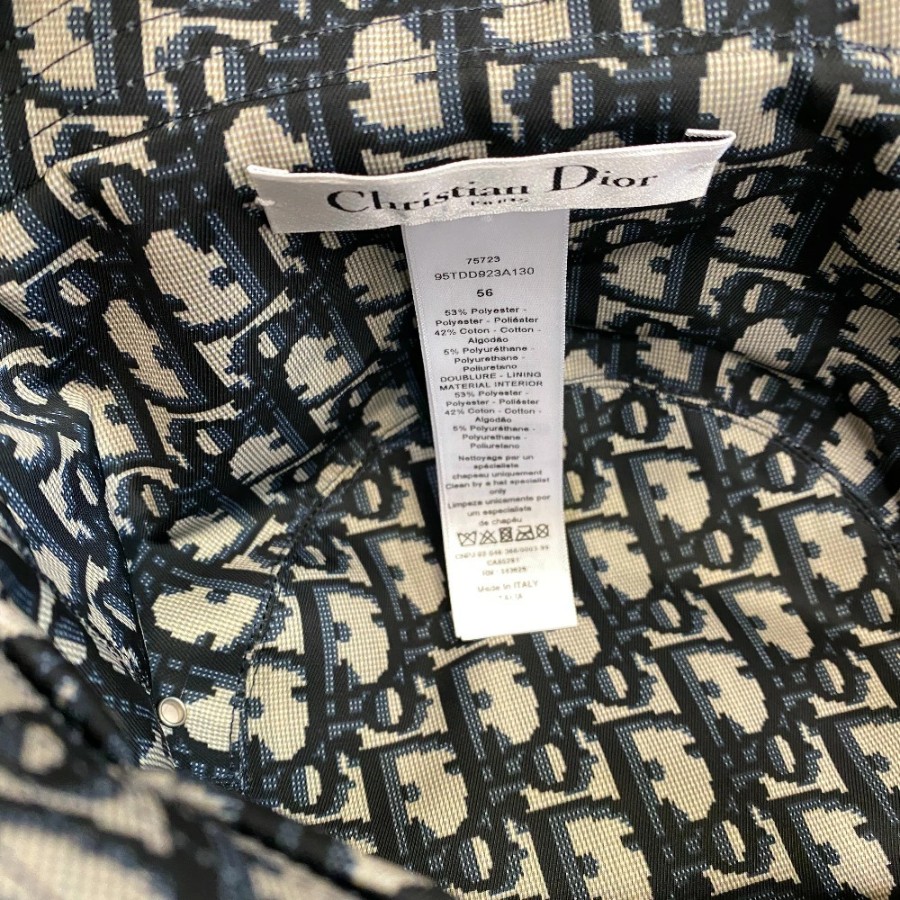 Christian Dior
PARIS
75723
95TDD923A130
56
53% Polyester -
Polyester - Poliéster
42% Coton - Cotton -
Algodão
5% Polyuréthane -
Polyurethane -
Poliuretano
DOUBLURE - LINING
MATERIAL INTERIOR
53% Polyester -
Polyester - Poliéster
42% Coton - Cotton -
Algodão
5% Polyuréthane -
Polyurethane -
Poliuretano
Nettoyage par un
spécialiste
chapeau uniquement
Clean by a hat specialist
only
Limpeza unicamente por
um especialista
de chapéu
Made in ITALY